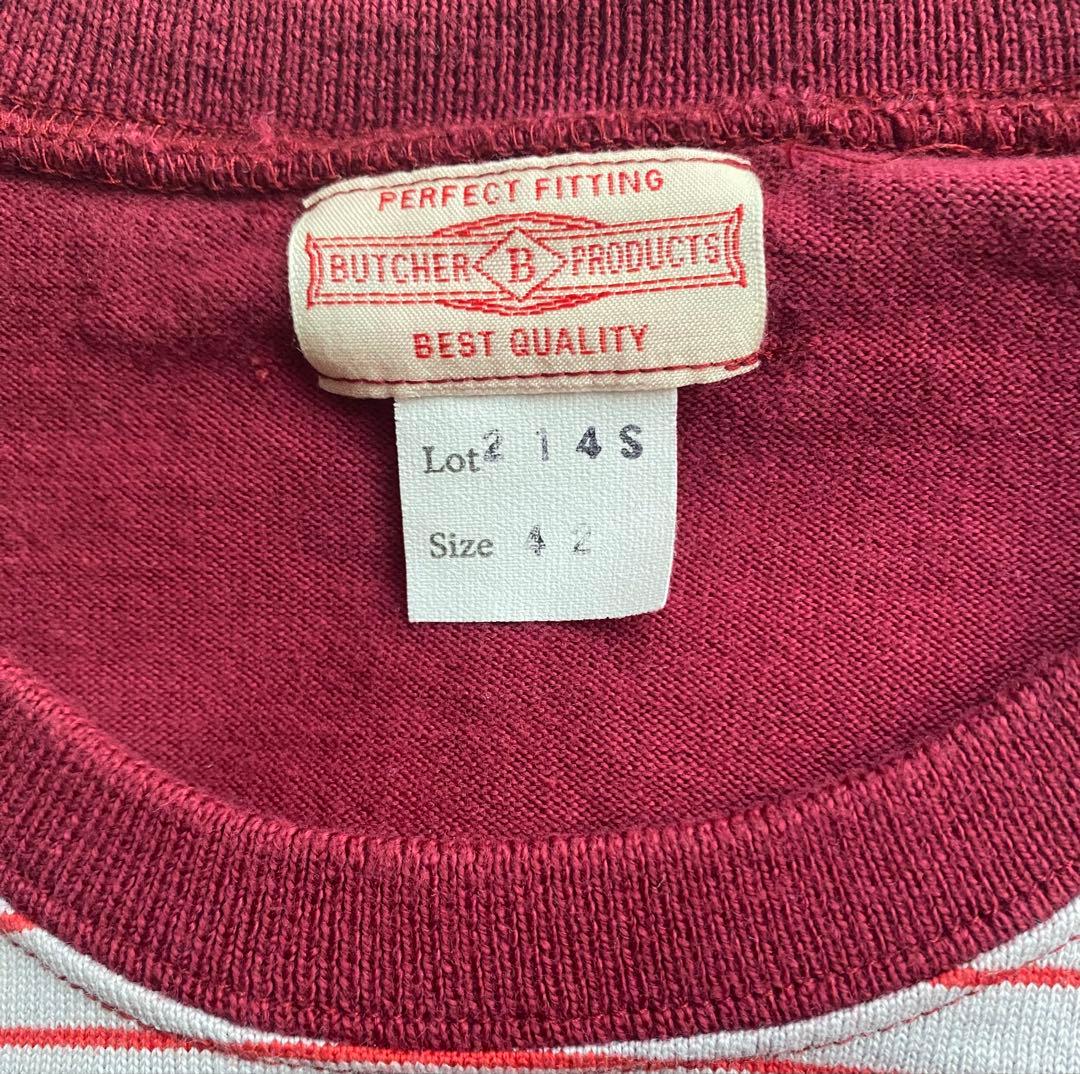 PERFECT FITTING
BUTCHER B PRODUCTS
BEST QUALITY
Lot 2 1 4 S
Size 4 2